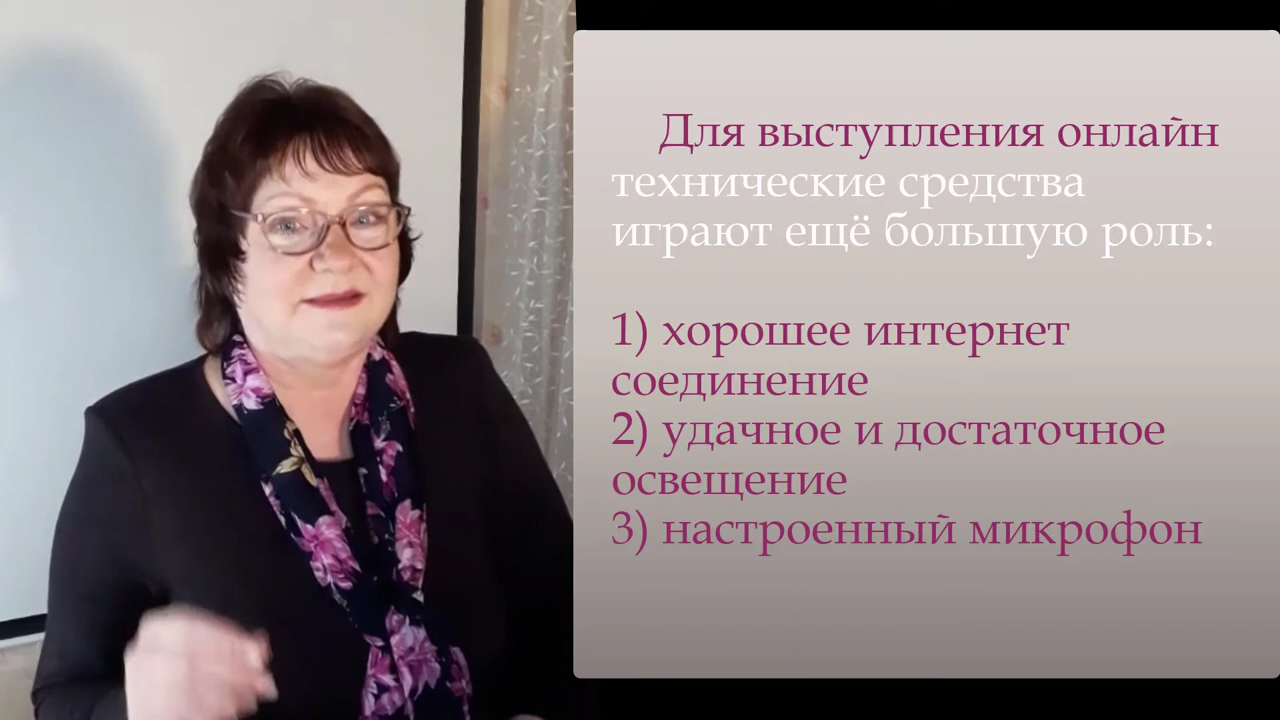 Для выступления онлайн
технические средства
играют ещё большую роль:
1) хорошее интернет
соединение
2) удачное и достаточное
освещение
3) настроенный микрофон